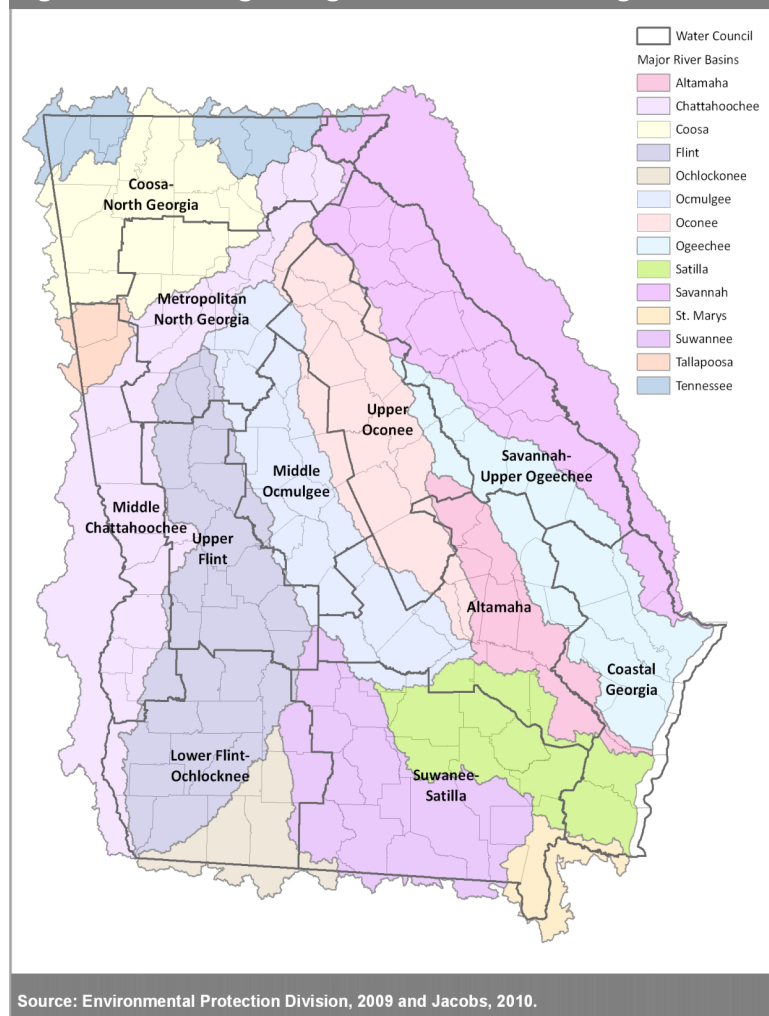 Water Council
Major River Basins
Altamaha
Chattahoochee
Coosa
Flint
Ochlockonee
Ocmulgee
Oconee
Ogeechee
Satilla
Savannah
St. Marys
Suwannee
Tallapoosa
Tennessee
Coosa-
North Georgia
Metropolitan
North Georgia
Upper
Oconee
Savannah-
Upper Ogeechee
Middle
Ocmulgee
Middle
Chattahoochee
Upper
Flint
Altamaha
Coastal
Georgia
Lower Flint-
Ochlocknee
Suwanee-
Satilla
Source: Environmental Protection Division, 2009 and Jacobs, 2010.